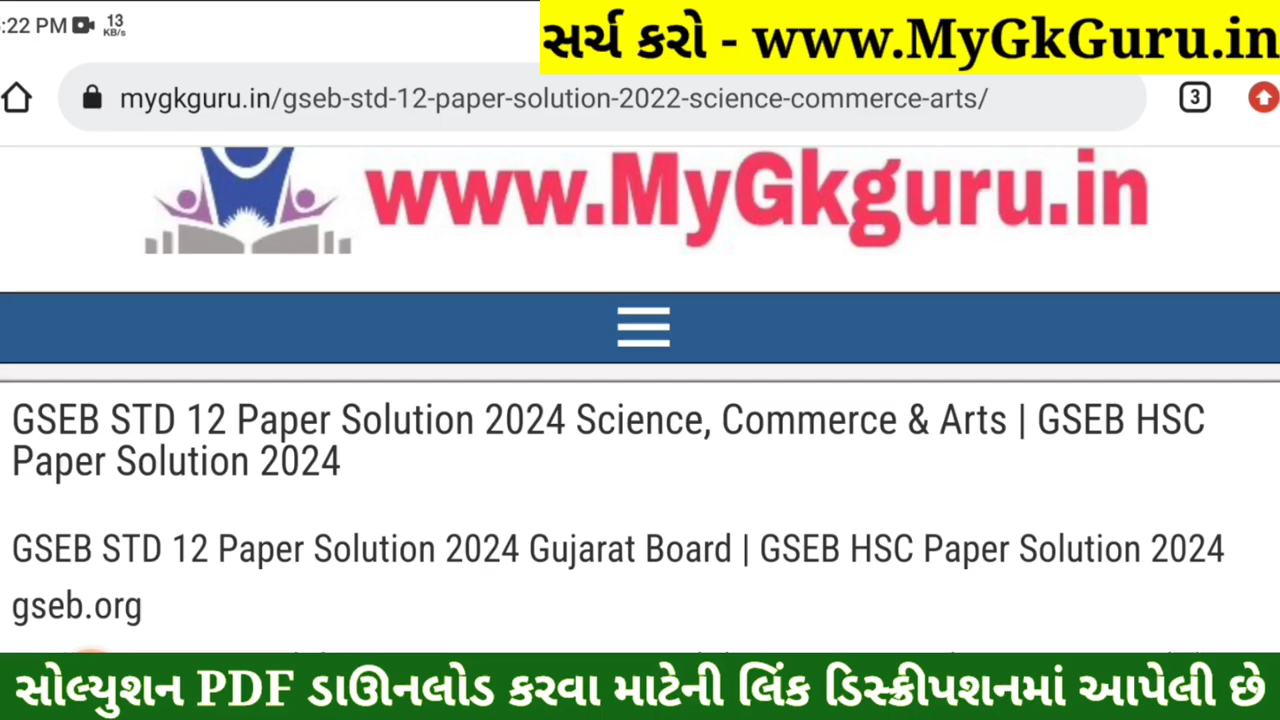 :22 PM 13 KB/s
સર્ચ કરો - www.MyGkGuru.in
mygkguru.in/gseb-std-12-paper-solution-2022-science-commerce-arts/
3
www.MyGkguru.in
GSEB STD 12 Paper Solution 2024 Science, Commerce & Arts | GSEB HSC
Paper Solution 2024
GSEB STD 12 Paper Solution 2024 Gujarat Board | GSEB HSC Paper Solution 2024
gseb.org
સોલ્યુશન PDF ડાઊનલોડ કરવા માટેની લિંક ડિસ્ક્રીપશનમાં આપેલી છે